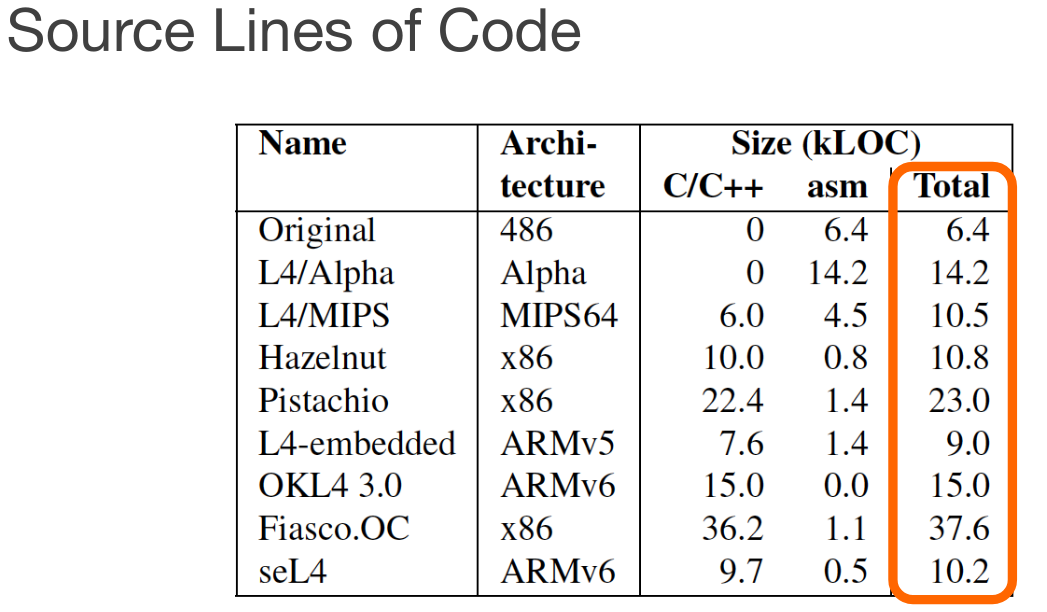 Source Lines of Code
Name Archi- Size (kLOC)
tecture C/C++ asm Total
Original 486 0 6.4 6.4
L4/Alpha Alpha 0 14.2 14.2
L4/MIPS MIPS64 6.0 4.5 10.5
Hazelnut x86 10.0 0.8 10.8
Pistachio x86 22.4 1.4 23.0
L4-embedded ARMv5 7.6 1.4 9.0
OKL4 3.0 ARMv6 15.0 0.0 15.0
Fiasco.OC x86 36.2 1.1 37.6
seL4 ARMv6 9.7 0.5 10.2